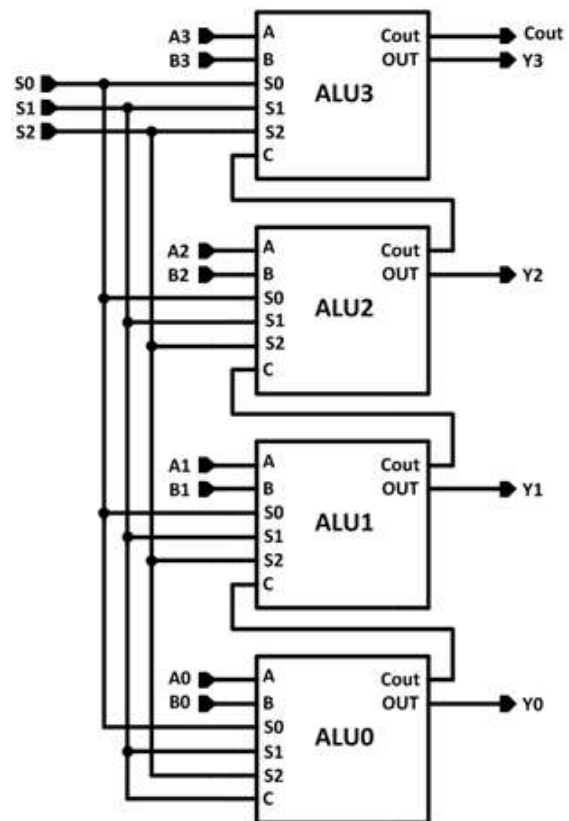 A3 A Cout Cout
B3 B OUT Y3
S0 S0
S1 S1 ALU3
S2 S2
C
A2 A Cout
B2 B OUT Y2
S0
S1 ALU2
S2
C
A1 A Cout
B1 B OUT Y1
S0
S1 ALU1
S2
C
A0 A Cout
B0 B OUT Y0
S0
S1 ALU0
S2
C